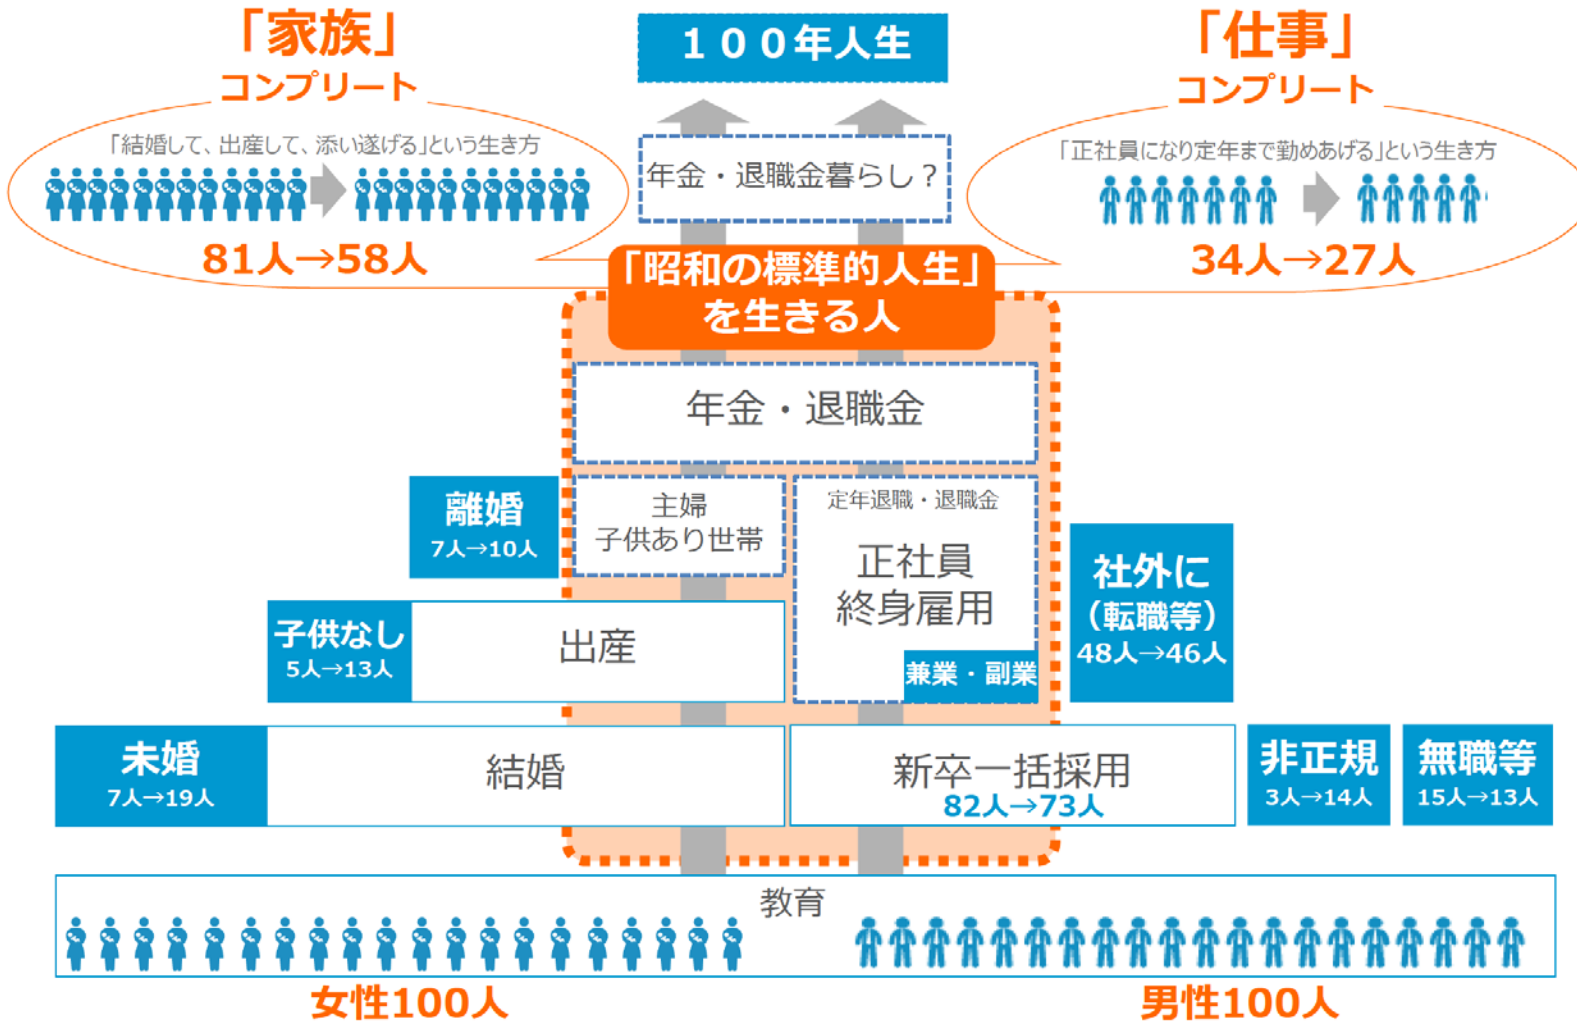 「家族」
コンプリート
「結婚して、出産して、添い遂げる」という生き方
81人→58人
１００年人生
年金・退職金暮らし？
「仕事」
コンプリート
「正社員になり定年まで勤めあげる」という生き方
34人→27人
「昭和の標準的人生」
を生きる人
年金・退職金
離婚
7人→10人
主婦
子供あり世帯
定年退職・退職金
正社員
終身雇用
兼業・副業
社外に
（転職等）
48人→46人
子供なし
5人→13人
出産
未婚
7人→19人
結婚
新卒一括採用
82人→73人
非正規
3人→14人
無職等
15人→13人
教育
女性100人
男性100人